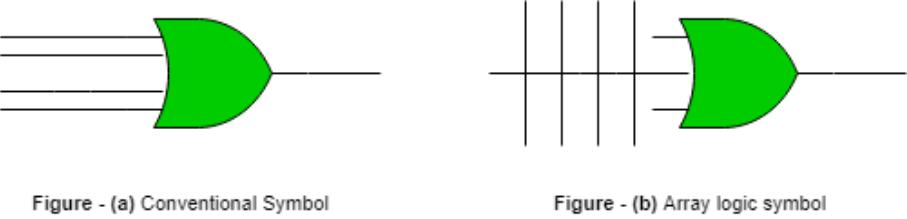 Figure - (a) Conventional Symbol
Figure - (b) Array logic symbol